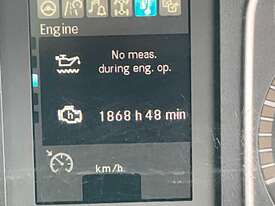 Engine
No meas.
during eng. op.
h
1868 h 48 min
km/h